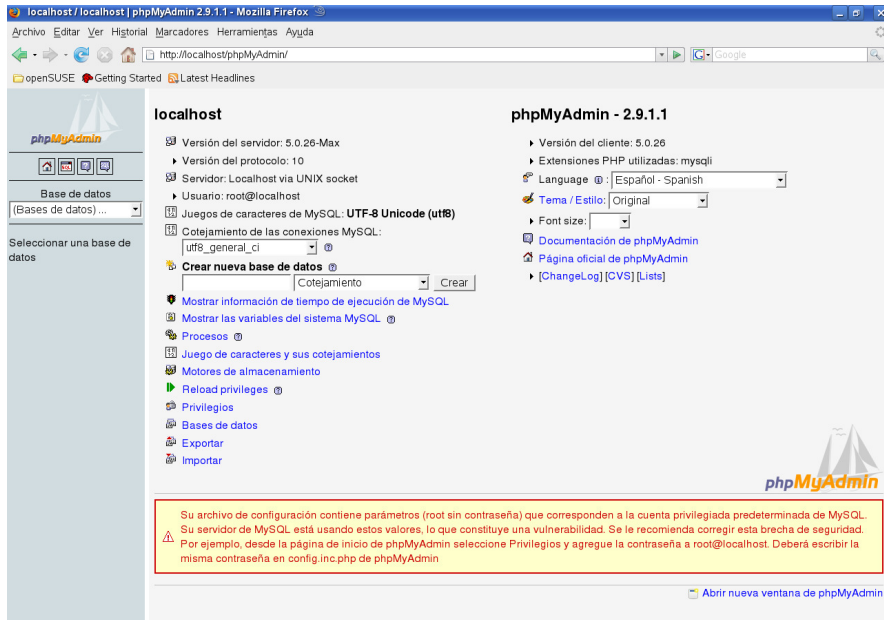 localhost / localhost | phpMyAdmin 2.9.1.1 - Mozilla Firefox
Archivo Editar Ver Historial Marcadores Herramientas Ayuda
http://localhost/phpMyAdmin/
Google
openSUSE Getting Started Latest Headlines
phpMyAdmin
Base de datos
(Bases de datos) ...
Seleccionar una base de
datos
localhost
Versión del servidor: 5.0.26-Max
Versión del protocolo: 10
Servidor: Localhost via UNIX socket
Usuario: root@localhost
Juegos de caracteres de MySQL: UTF-8 Unicode (utf8)
Cotejamiento de las conexiones MySQL:
utf8_general_ci
Crear nueva base de datos
Cotejamiento Crear
Mostrar información de tiempo de ejecución de MySQL
Mostrar las variables del sistema MySQL
Procesos
Juego de caracteres y sus cotejamientos
Motores de almacenamiento
Reload privileges
Privilegios
Bases de datos
Exportar
Importar
phpMyAdmin - 2.9.1.1
Versión del cliente: 5.0.26
Extensiones PHP utilizadas: mysqli
Language : Español - Spanish
Tema / Estilo: Original
Font size:
Documentación de phpMyAdmin
Página oficial de phpMyAdmin
[ChangeLog] [CVS] [Lists]
phpMyAdmin
Su archivo de configuración contiene parámetros (root sin contraseña) que corresponden a la cuenta privilegiada predeterminada de MySQL.
Su servidor de MySQL está usando estos valores, lo que constituye una vulnerabilidad. Se le recomienda corregir esta brecha de seguridad.
Por ejemplo, desde la página de inicio de phpMyAdmin seleccione Privilegios y agregue la contraseña a root@localhost. Deberá escribir la
misma contraseña en config.inc.php de phpMyAdmin
Abrir nueva ventana de phpMyAdmin